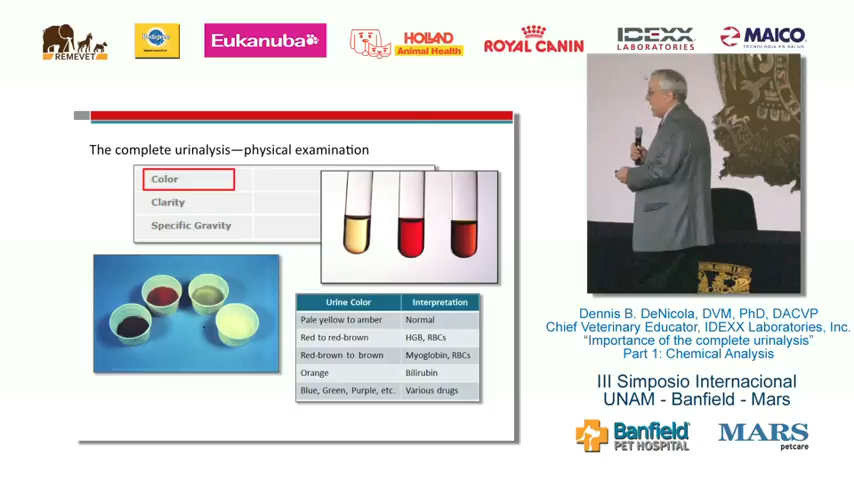 REMEVET
Pedigree
Eukanuba
HOLLAND
Animal Health
ROYAL CANIN
IDEXX
LABORATORIES
MAICO
TECNOLOGIA EN SALUD
The complete urinalysis—physical examination
Color
Clarity
Specific Gravity
Urine Color Interpretation
Pale yellow to amber Normal
Red to red-brown HGB, RBCs
Red-brown to brown Myoglobin, RBCs
Orange Bilirubin
Blue, Green, Purple, etc. Various drugs
Dennis B. DeNicola, DVM, PhD, DACVP
Chief Veterinary Educator, IDEXX Laboratories, Inc.
“Importance of the complete urinalysis”
Part 1: Chemical Analysis
III Simposio Internacional
UNAM - Banfield - Mars
Banfield
PET HOSPITAL
MARS
petcare